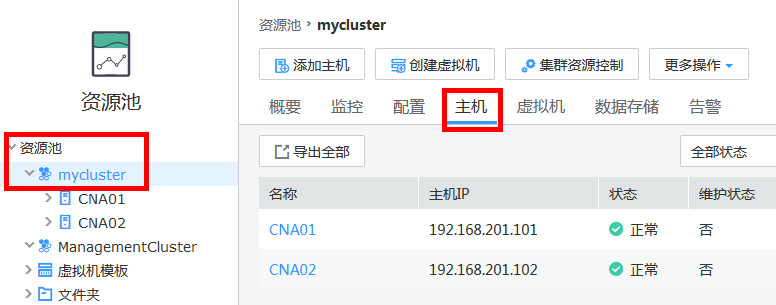 资源池
资源池
mycluster
CNA01
CNA02
ManagementCluster
虚拟机模板
文件夹
资源池 › mycluster
添加主机 创建虚拟机 集群资源控制 更多操作
概要 监控 配置 主机 虚拟机 数据存储 告警
导出全部 全部状态
名称 主机IP 状态 维护状态
CNA01 192.168.201.101 正常 否
CNA02 192.168.201.102 正常 否